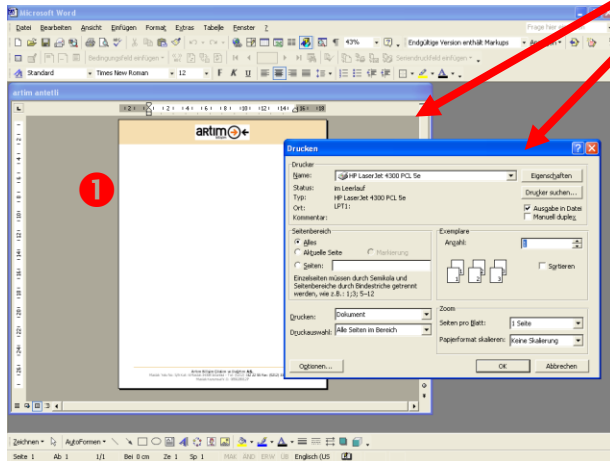 Microsoft Word
Datei Bearbeiten Ansicht Einfügen Format Extras Tabelle Fenster ?
43% Endgültige Version enthält Markups
Bedingungsfeld einfügen Seriendruckfeld einfügen
Standard Times New Roman 12 F K U
artim antetli
artim
1
Drucken
Drucker
Name: HP LaserJet 4300 PCL 5e Eigenschaften
Status: im Leerlauf Drucker suchen...
Typ: HP LaserJet 4300 PCL 5e
Ort: LPT1: Ausgabe in Datei
Kommentar: Manuell duplex
Seitenbereich Exemplare
Alles Anzahl: 1
Aktuelle Seite Markierung
Seiten: Sortieren
Einzelseiten müssen durch Semikola und
Seitenbereiche durch Bindestriche getrennt
werden, wie z.B.: 1;3; 5–12
Zoom
Drucken: Dokument Seiten pro Blatt: 1 Seite
Druckauswahl: Alle Seiten im Bereich Papierformat skalieren: Keine Skalierung
Optionen... OK Abbrechen
Zeichnen AutoFormen
Seite 1 Ab 1 1/1 Bei 0 cm Ze 1 Sp 1 MAK ÄND ERW ÜB Englisch (US